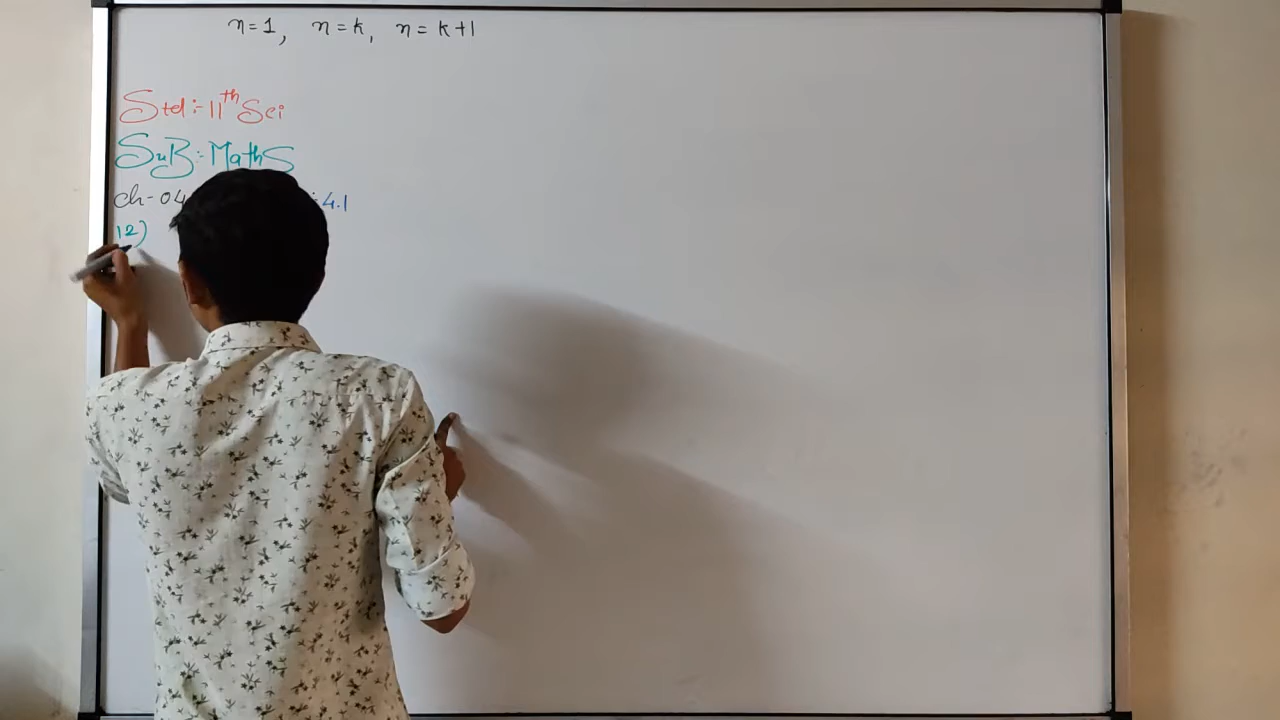 n=1, n=k, n=k+1
Std:- 11th Sci
SuB:- MathS
ch-04 : 4.1
12)